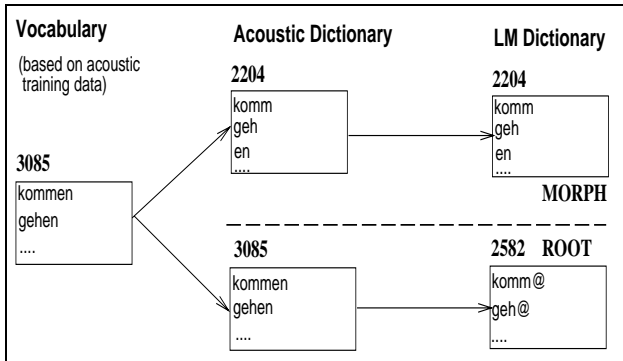 Vocabulary
(based on acoustic
training data)
3085
kommen
gehen
....
Acoustic Dictionary
2204
komm
geh
en
....
LM Dictionary
2204
komm
geh
en
....
MORPH
3085
kommen
gehen
....
2582 ROOT
komm@
geh@
....